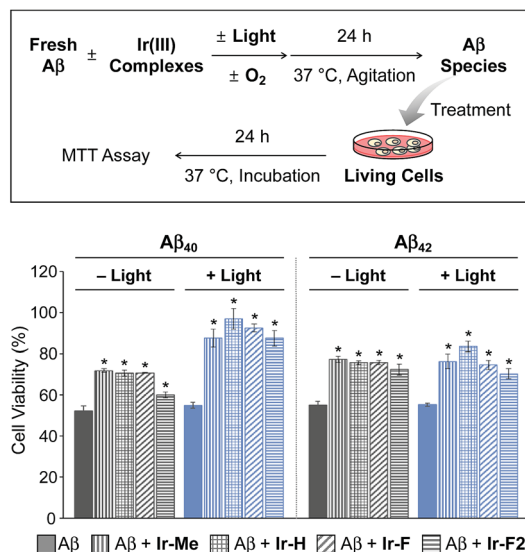 Fresh Aβ ± Ir(III) Complexes
± Light
± O2
24 h
37 °C, Agitation
Aβ Species
Treatment
Living Cells
24 h
37 °C, Incubation
MTT Assay
Aβ40 Aβ42
– Light + Light – Light + Light
Cell Viability (%)
120
100
80
60
40
20
0
* * * * * * * * * * * * * * * *
Aβ Aβ + Ir-Me Aβ + Ir-H Aβ + Ir-F Aβ + Ir-F2